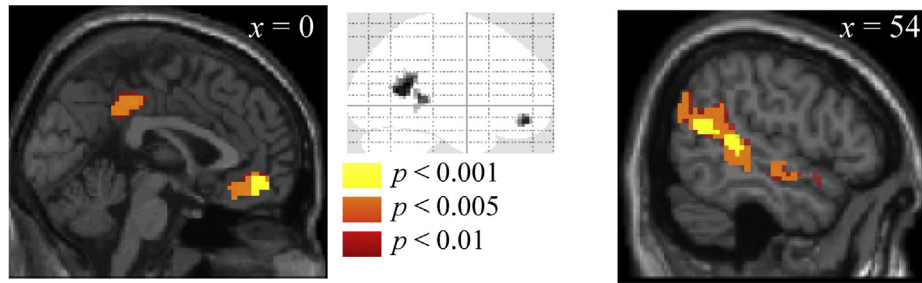 x = 0
x = 54
p < 0.001
p < 0.005
p < 0.01